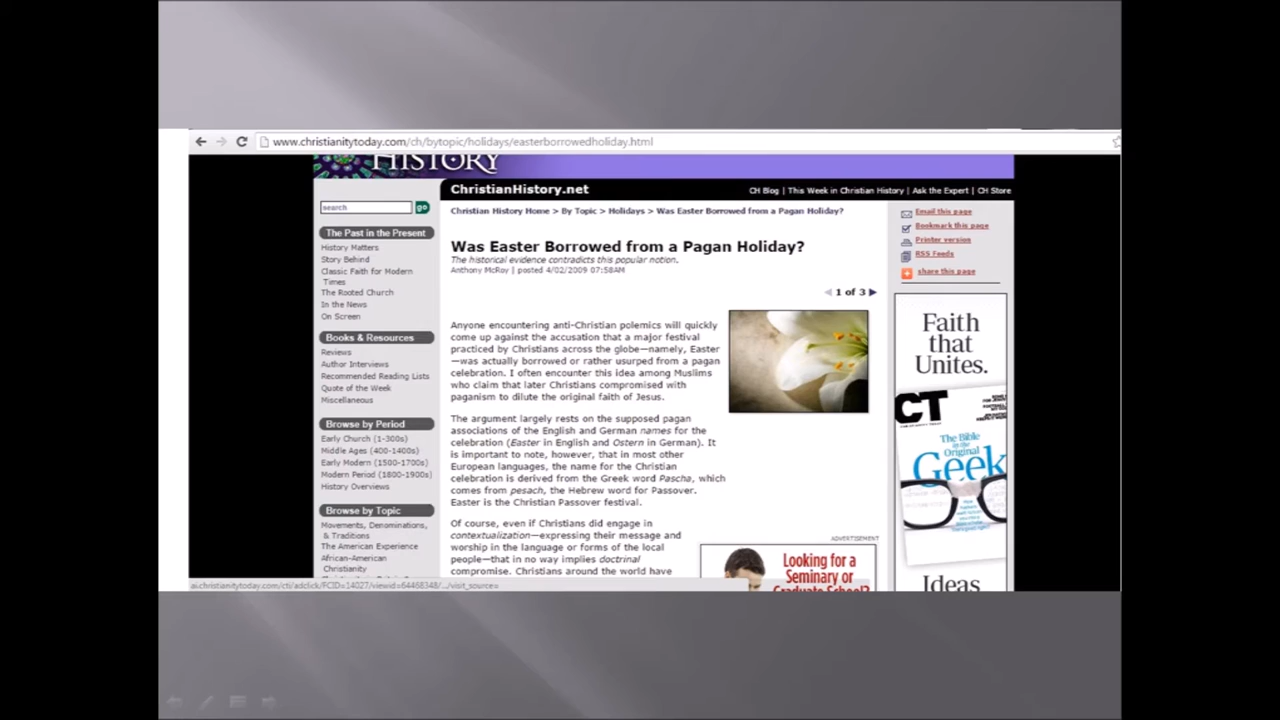 www.christianitytoday.com/ch/bytopic/holidays/easterborrowedholiday.html
HISTORY
ChristianHistory.net
CH Blog | This Week in Christian History | Ask the Expert | CH Store
search
go
Christian History Home > By Topic > Holidays > Was Easter Borrowed from a Pagan Holiday?
The Past in the Present
History Matters
Story Behind
Classic Faith for Modern
Times
The Rooted Church
In the News
On Screen
Books & Resources
Reviews
Author Interviews
Recommended Reading Lists
Quote of the Week
Miscellaneous
Browse by Period
Early Church (1-300s)
Middle Ages (400-1400s)
Early Modern (1500-1700s)
Modern Period (1800-1900s)
History Overviews
Browse by Topic
Movements, Denominations,
& Traditions
The American Experience
African-American
Christianity
Was Easter Borrowed from a Pagan Holiday?
The historical evidence contradicts this popular notion.
Anthony McRoy | posted 4/02/2009 07:58AM
1 of 3
Anyone encountering anti-Christian polemics will quickly
come up against the accusation that a major festival
practiced by Christians across the globe—namely, Easter
—was actually borrowed or rather usurped from a pagan
celebration. I often encounter this idea among Muslims
who claim that later Christians compromised with
paganism to dilute the original faith of Jesus.
The argument largely rests on the supposed pagan
associations of the English and German names for the
celebration (Easter in English and Ostern in German). It
is important to note, however, that in most other
European languages, the name for the Christian
celebration is derived from the Greek word Pascha, which
comes from pesach, the Hebrew word for Passover.
Easter is the Christian Passover festival.
Of course, even if Christians did engage in
contextualization—expressing their message and
worship in the language or forms of the local
people—that in no way implies doctrinal
compromise. Christians around the world have
ADVERTISEMENT
Looking for a
Seminary or
Graduate School?
Email this page
Bookmark this page
Printer version
RSS Feeds
share this page
Faith
that
Unites.
CT
The Bible
in the
Original
Geek
Ideas